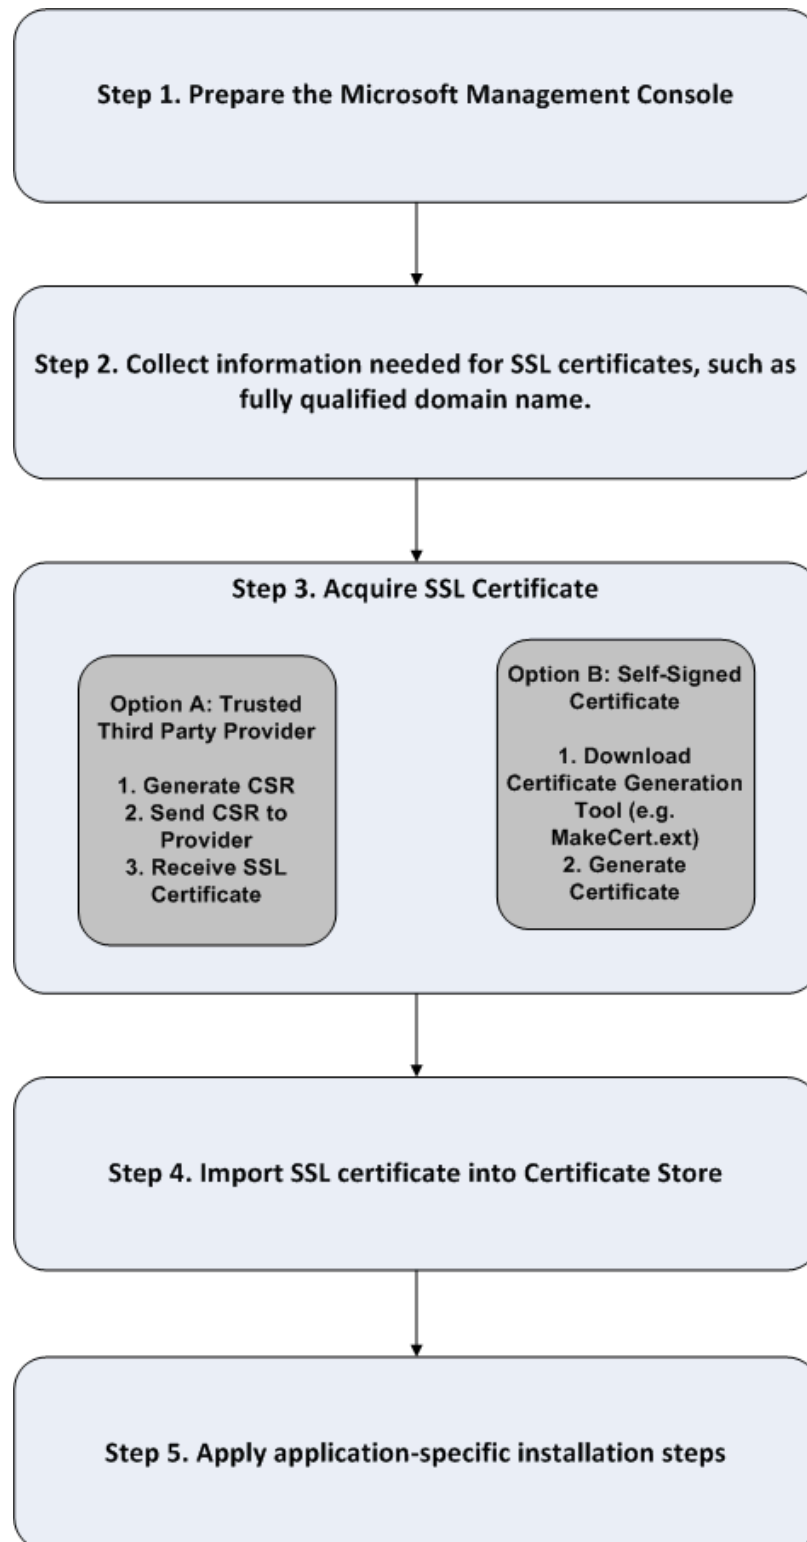 Step 1. Prepare the Microsoft Management Console
Step 2. Collect information needed for SSL certificates, such as
fully qualified domain name.
Step 3. Acquire SSL Certificate
Option A: Trusted
Third Party Provider
1. Generate CSR
2. Send CSR to
Provider
3. Receive SSL
Certificate
Option B: Self-Signed
Certificate
1. Download
Certificate Generation
Tool (e.g.
MakeCert.ext)
2. Generate
Certificate
Step 4. Import SSL certificate into Certificate Store
Step 5. Apply application-specific installation steps